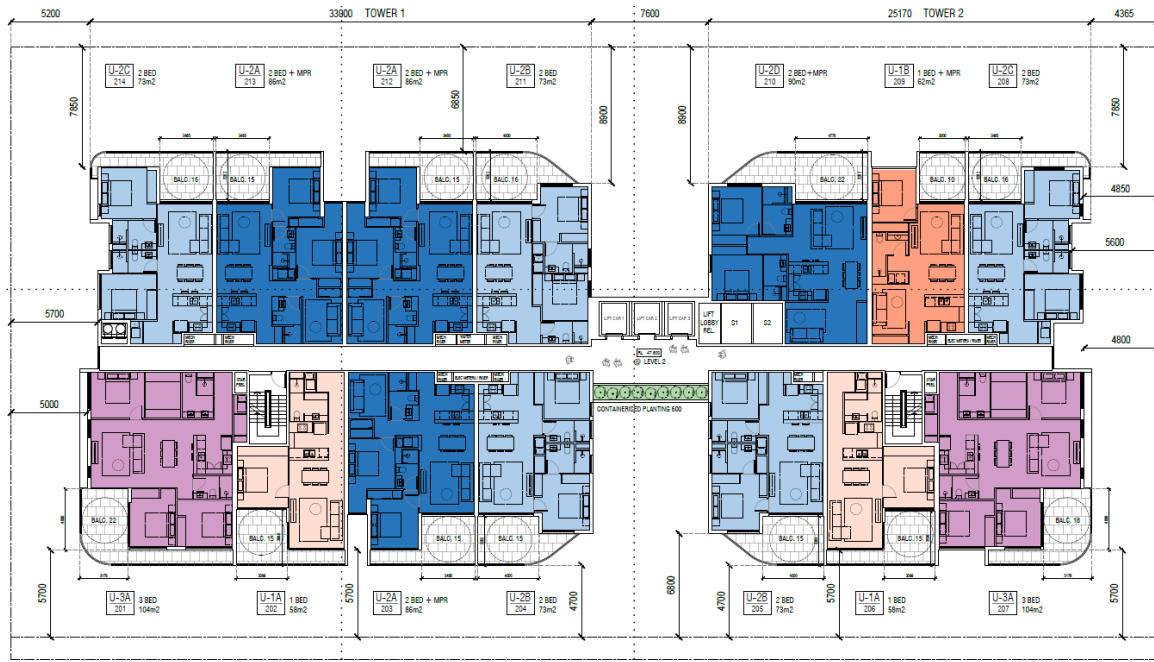 5200
33800 TOWER 1
7600
25170 TOWER 2
4365
U-2C 2 BED
214 73m2
U-2A 2 BED + MPR
213 86m2
U-2A 2 BED + MPR
212 86m2
U-2B 2 BED
211 73m2
U-2D 2 BED+MPR
210 90m2
U-1B 1 BED + MPR
209 62m2
U-2C 2 BED
208 73m2
7850
6850
8900
8900
7850
BALC. 16
BALC. 15
BALC. 15
BALC. 16
BALC. 22
BALC. 10
BALC. 16
4850
5600
5700
LIFT CAR 1
LIFT CAR 2
LIFT CAR 3
LIFT
LOBBY
REL.
S1
S2
4800
RL 47.600
LEVEL 2
5000
CONTAINERISED PLANTING 600
BALC. 22
BALC. 15
BALC. 15
BALC. 15
BALC. 15
BALC. 15
BALC. 16
5700
U-3A 3 BED
201 104m2
U-1A 1 BED
202 58m2
5700
U-2A 2 BED + MPR
203 86m2
U-2B 2 BED
204 73m2
4700
6800
4700
U-2B 2 BED
205 73m2
5700
U-1A 1 BED
206 58m2
U-3A 3 BED
207 104m2
5700